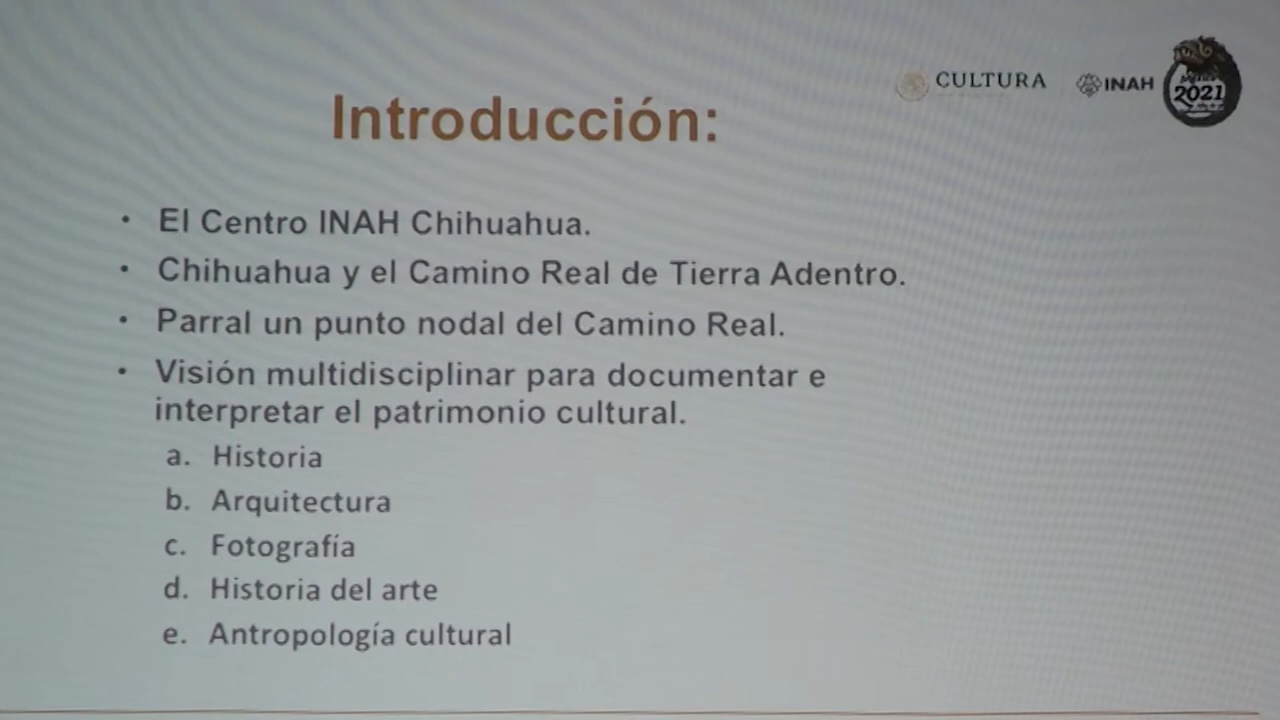 CULTURA
INAH
2021
Introducción:
• El Centro INAH Chihuahua.
• Chihuahua y el Camino Real de Tierra Adentro.
• Parral un punto nodal del Camino Real.
• Visión multidisciplinar para documentar e
interpretar el patrimonio cultural.
a. Historia
b. Arquitectura
c. Fotografía
d. Historia del arte
e. Antropología cultural